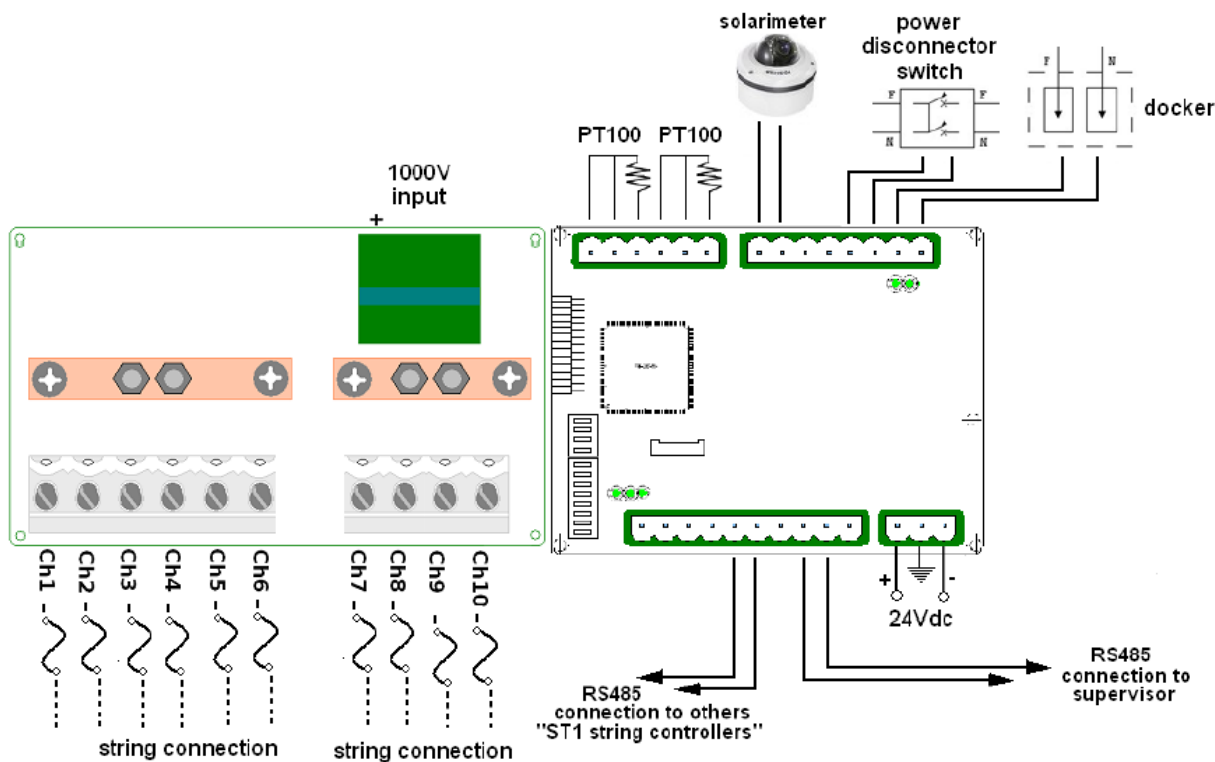 solarimeter
power
disconnector
switch
F
N
docker
F
F
N
N
PT100 PT100
1000V
input
+
Ch1
Ch2
Ch3
Ch4
Ch5
Ch6
Ch7
Ch8
Ch9
Ch10
+
-
24Vdc
RS485
connection to
supervisor
RS485
connection to others
"ST1 string controllers"
string connection
string connection